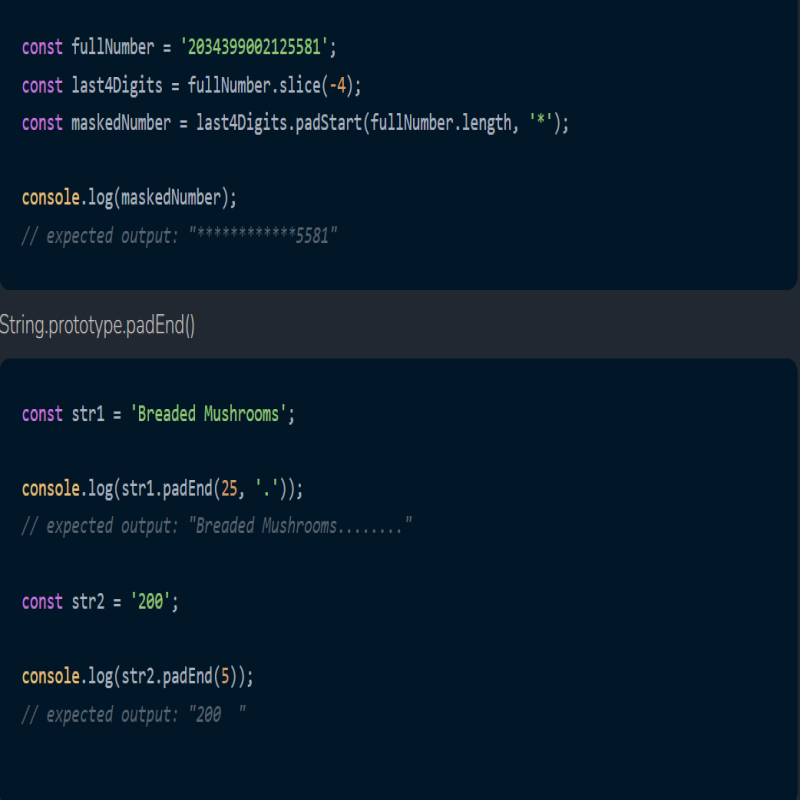 const fullNumber = '2034399002125581';
const last4Digits = fullNumber.slice(-4);
const maskedNumber = last4Digits.padStart(fullNumber.length, '*');
console.log(maskedNumber);
// expected output: "************5581"
String.prototype.padEnd()
const str1 = 'Breaded Mushrooms';
console.log(str1.padEnd(25, '.'));
// expected output: "Breaded Mushrooms........"
const str2 = '200';
console.log(str2.padEnd(5));
// expected output: "200  "